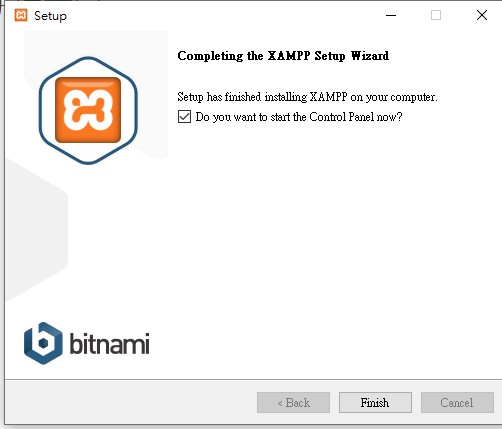 Setup
Completing the XAMPP Setup Wizard
Setup has finished installing XAMPP on your computer.
Do you want to start the Control Panel now?
bitnami
< Back
Finish
Cancel